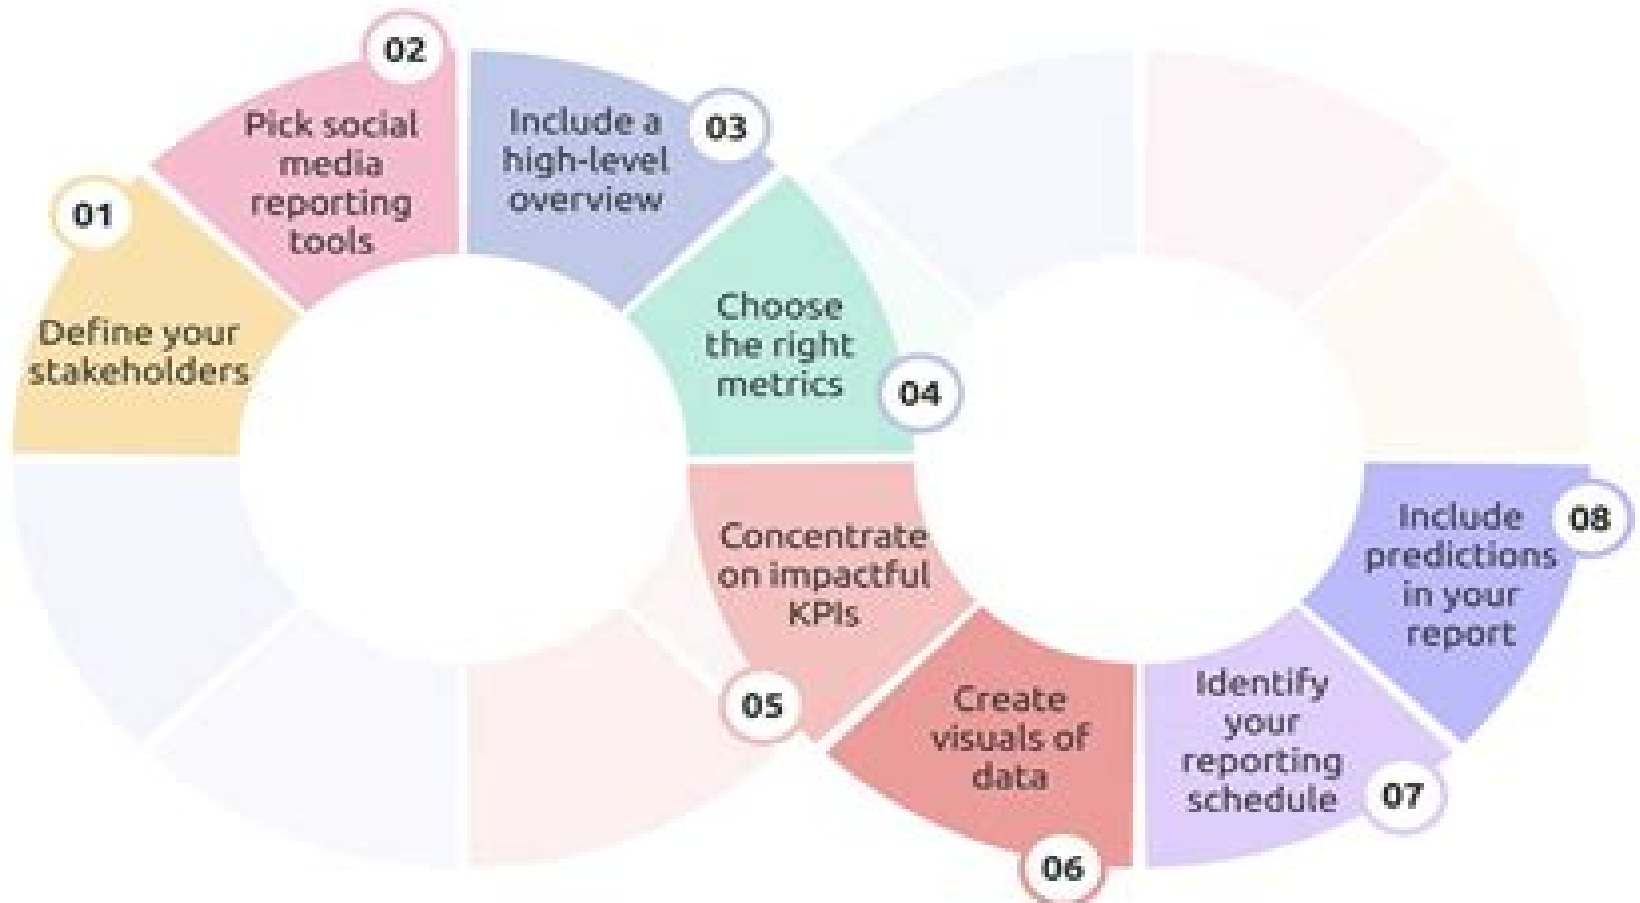 01
Define your
stakeholders
02
Pick social
media
reporting
tools
03
Include a
high-level
overview
04
Choose
the right
metrics
05
Concentrate
on impactful
KPIs
06
Create
visuals of
data
07
Identify
your
reporting
schedule
08
Include
predictions
in your
report